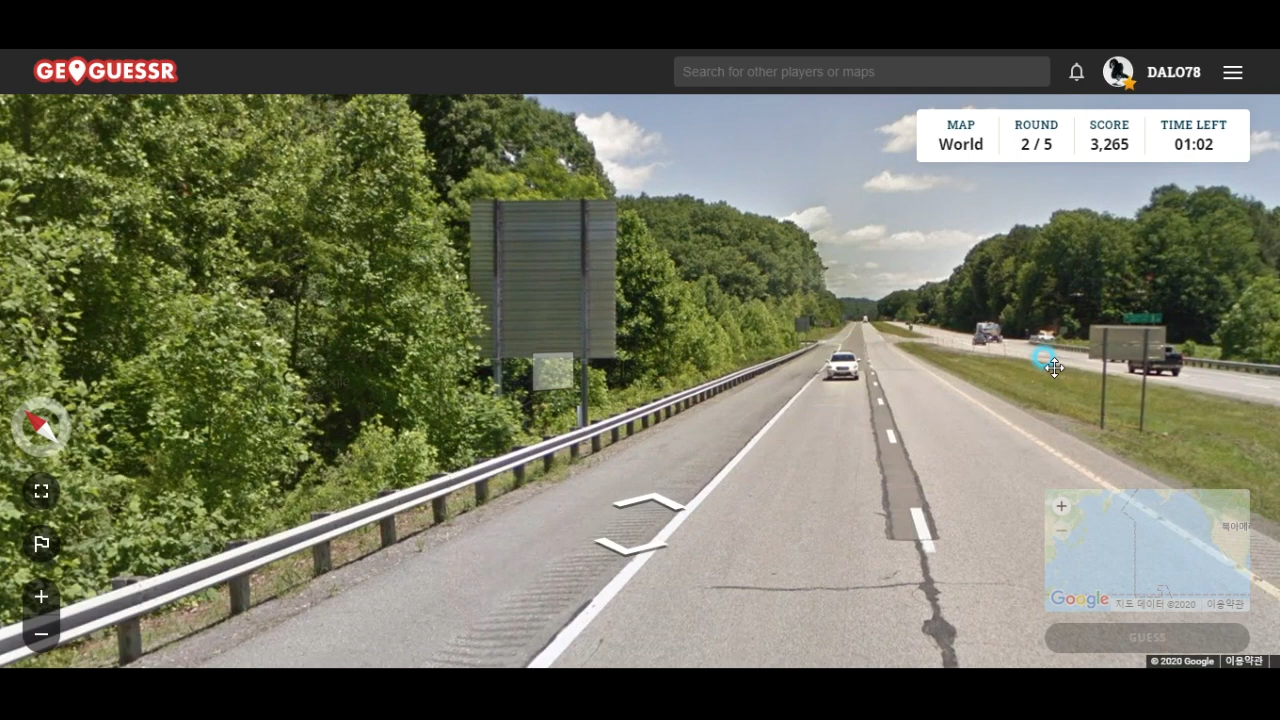 GEOGUESSR
Search for other players or maps
DALO78
MAP
World
ROUND
2 / 5
SCORE
3,265
TIME LEFT
01:02
Google
지도 데이터 ©2020
이용약관
GUESS
© 2020 Google
이용약관